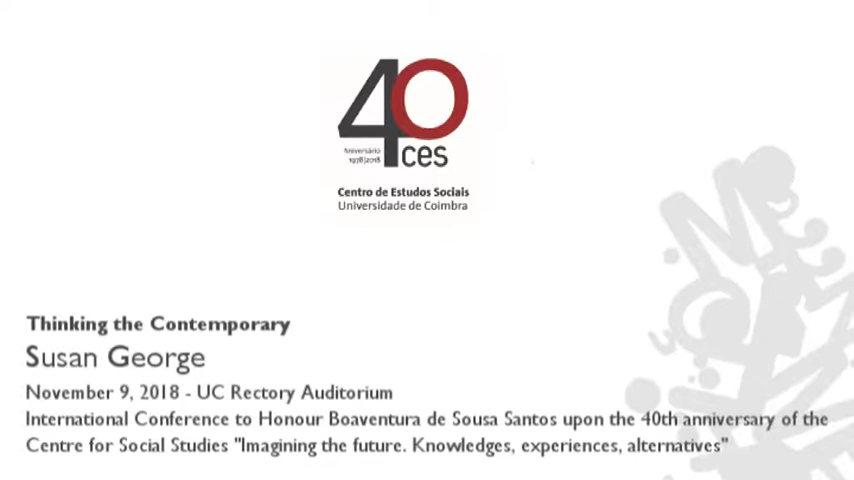 40
Aniversário
1978|2018
ces
Centro de Estudos Sociais
Universidade de Coimbra
Thinking the Contemporary
Susan George
November 9, 2018 - UC Rectory Auditorium
International Conference to Honour Boaventura de Sousa Santos upon the 40th anniversary of the
Centre for Social Studies "Imagining the future. Knowledges, experiences, alternatives"